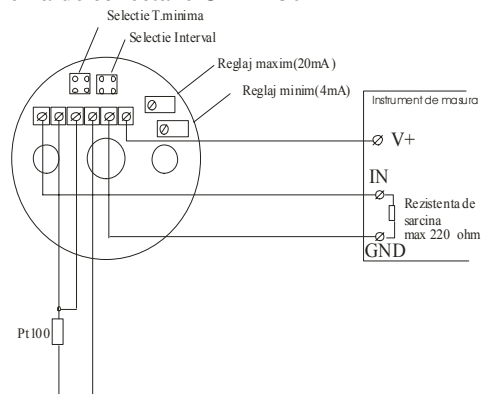 Selectie T.minima
Selectie Interval
Reglaj maxim(20mA)
Reglaj minim(4mA)
Instrument de masura
V+
IN
Rezistenta de
sarcina
max 220 ohm
GND
Pt100